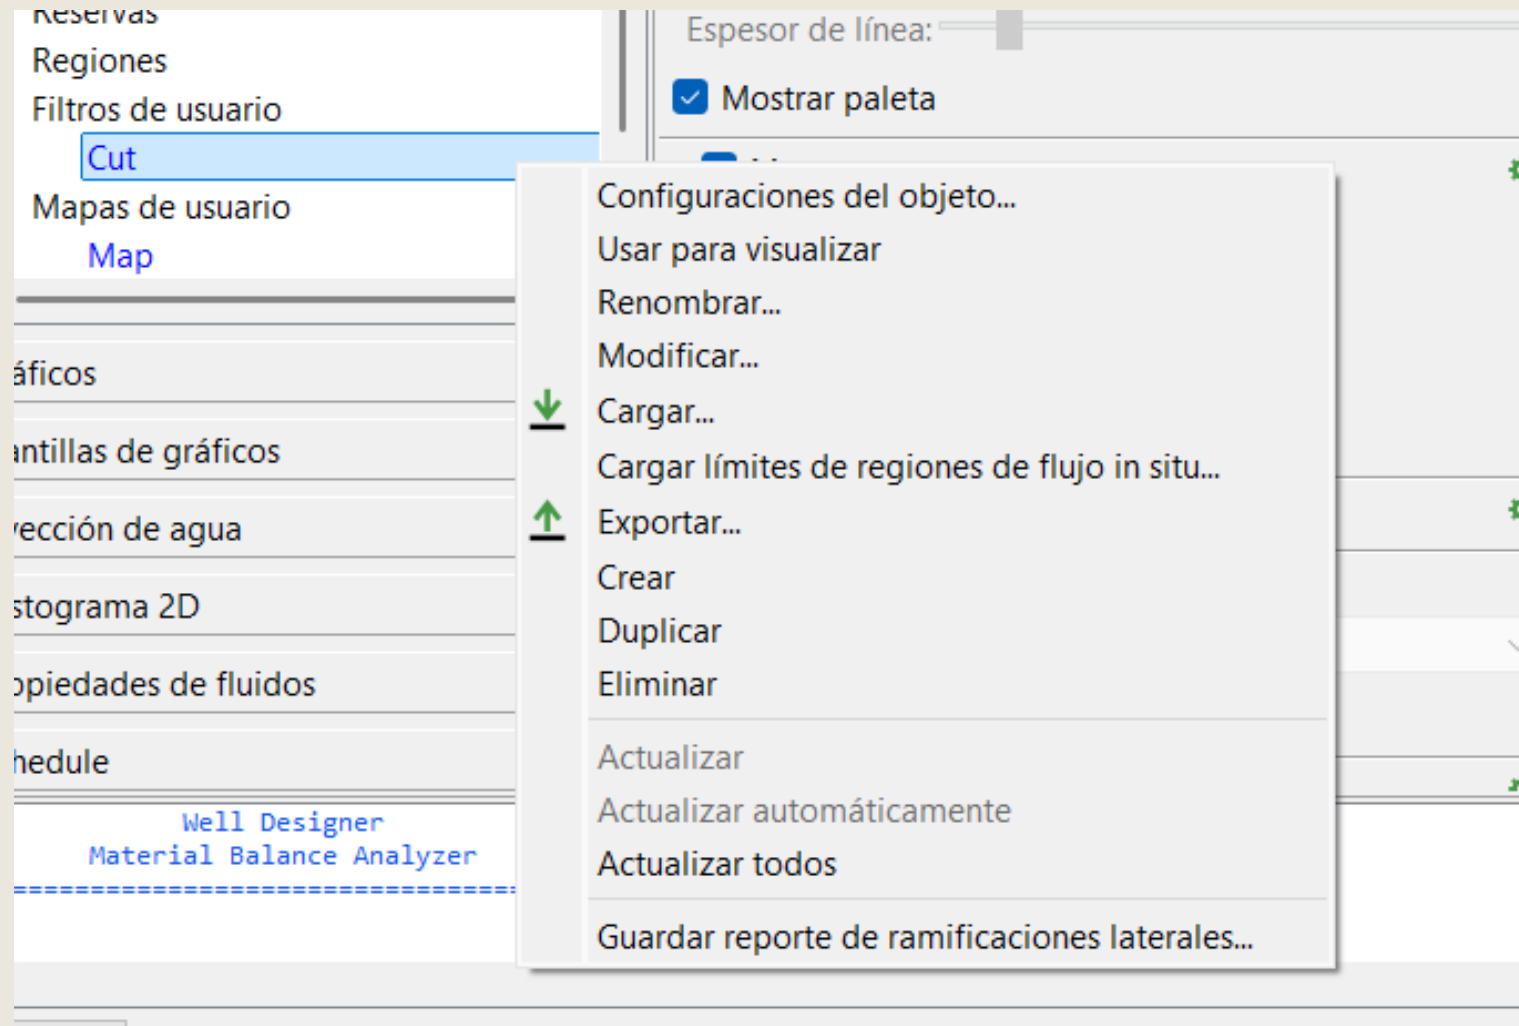 Reservas
Regiones
Filtros de usuario
Cut
Mapas de usuario
Map
áficos
antillas de gráficos
yección de agua
stograma 2D
opiedades de fluidos
hedule
Well Designer
Material Balance Analyzer
Espesor de línea:
Mostrar paleta
Configuraciones del objeto...
Usar para visualizar
Renombrar...
Modificar...
Cargar...
Cargar límites de regiones de flujo in situ...
Exportar...
Crear
Duplicar
Eliminar
Actualizar
Actualizar automáticamente
Actualizar todos
Guardar reporte de ramificaciones laterales...